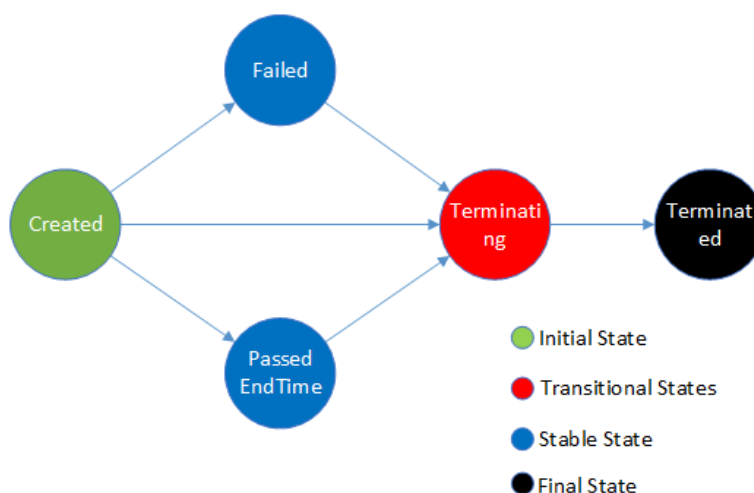 Failed
Created
Terminati
ng
Terminat
ed
Passed
EndTime
Initial State
Transitional States
Stable State
Final State